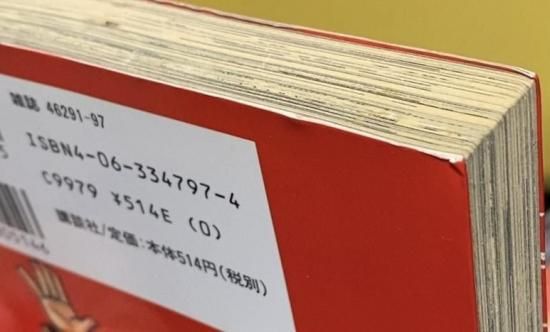 雑誌 46291-97
ISBN4-06-334797-4
C9979 ¥514E (0)
講談社/定価:本体514円(税別)